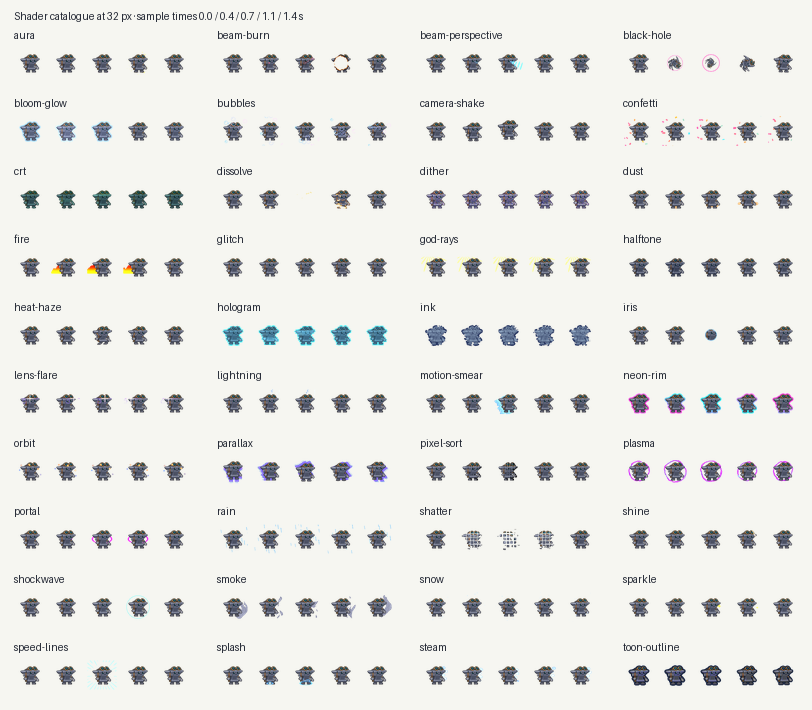 Shader catalogue at 32 px · sample times 0.0 / 0.4 / 0.7 / 1.1 / 1.4 s
aura beam-burn beam-perspective black-hole
bloom-glow bubbles camera-shake confetti
crt dissolve dither dust
fire glitch god-rays halftone
heat-haze hologram ink iris
lens-flare lightning motion-smear neon-rim
orbit parallax pixel-sort plasma
portal rain shatter shine
shockwave smoke snow sparkle
speed-lines splash steam toon-outline